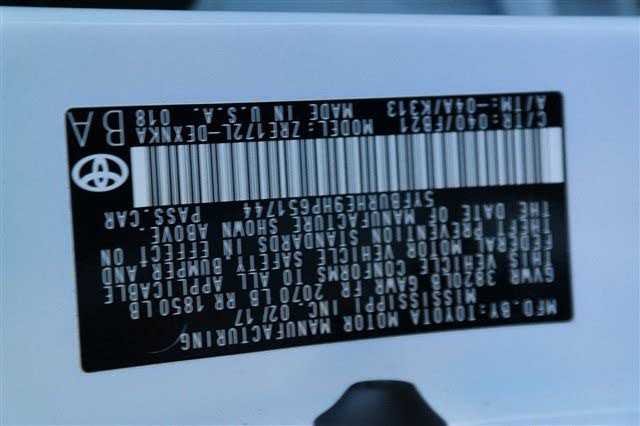 MFD. BY:TOYOTA MOTOR MANUFACTURING
MISSISSIPPI INC 02/17
GVWR 3820LB GAWR FR 2070LB RR 1850LB
THIS VEHICLE CONFORMS TO ALL APPLICABLE
FEDERAL MOTOR VEHICLE SAFETY BUMPER AND
THEFT PREVENTION STANDARDS IN EFFECT ON
THE DATE OF MANUFACTURE SHOWN ABOVE.
5YFBURHE9HP651744 PASS. CAR
C/TR:040/FB21 MODEL:ZRE172L-DEXNKA
A/TM:-04A/K313 MADE IN U.S.A. 018
BA